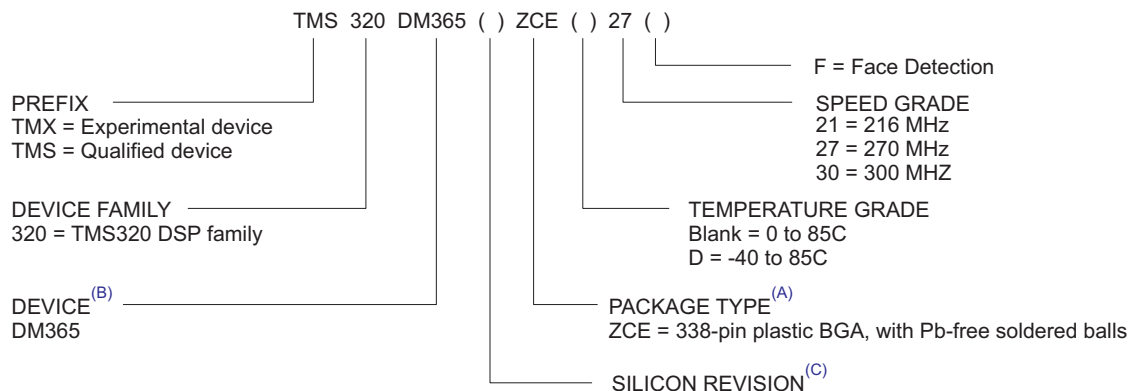 TMS 320 DM365 ( ) ZCE ( ) 27 ( )
F = Face Detection
PREFIX
TMX = Experimental device
TMS = Qualified device
SPEED GRADE
21 = 216 MHz
27 = 270 MHz
30 = 300 MHZ
DEVICE FAMILY
320 = TMS320 DSP family
TEMPERATURE GRADE
Blank = 0 to 85C
D = -40 to 85C
DEVICE(B)
DM365
PACKAGE TYPE(A)
ZCE = 338-pin plastic BGA, with Pb-free soldered balls
SILICON REVISION(C)